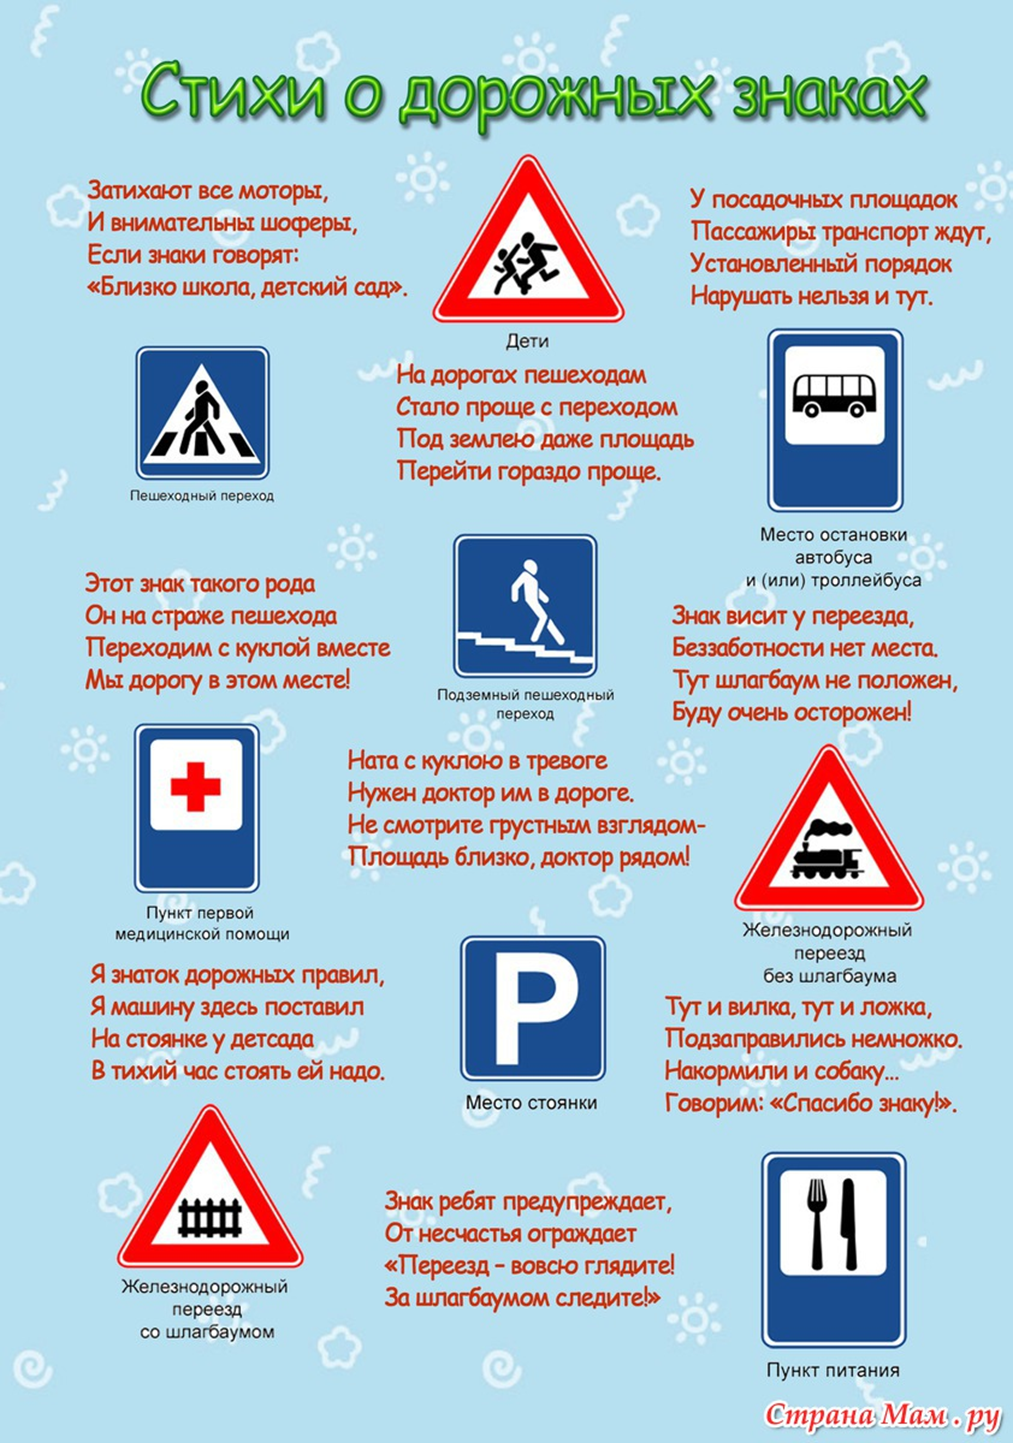 Стихи о дорожных знаках
Затихают все моторы,
И внимательны шоферы,
Если знаки говорят:
«Близко школа, детский сад».
Дети
У посадочных площадок
Пассажиры транспорт ждут,
Установленный порядок
Нарушать нельзя и тут.
Пешеходный переход
На дорогах пешеходам
Стало проще с переходом
Под землею даже площадь
Перейти гораздо проще.
Место остановки
автобуса
и (или) троллейбуса
Этот знак такого рода
Он на страже пешехода
Переходим с куклой вместе
Мы дорогу в этом месте!
Подземный пешеходный
переход
Знак висит у переезда,
Беззаботности нет места.
Тут шлагбаум не положен,
Буду очень осторожен!
Пункт первой
медицинской помощи
Ната с куклою в тревоге
Нужен доктор им в дороге.
Не смотрите грустным взглядом–
Площадь близко, доктор рядом!
Железнодорожный
переезд
без шлагбаума
Я знаток дорожных правил,
Я машину здесь поставил
На стоянке у детсада
В тихий час стоять ей надо.
P
Место стоянки
Тут и вилка, тут и ложка,
Подзаправились немножко.
Накормили и собаку...
Говорим: «Спасибо знаку!».
Железнодорожный
переезд
со шлагбаумом
Знак ребят предупреждает,
От несчастья ограждает
«Переезд – вовсю глядите!
За шлагбаумом следите!»
Пункт питания
Страна Мам . ру